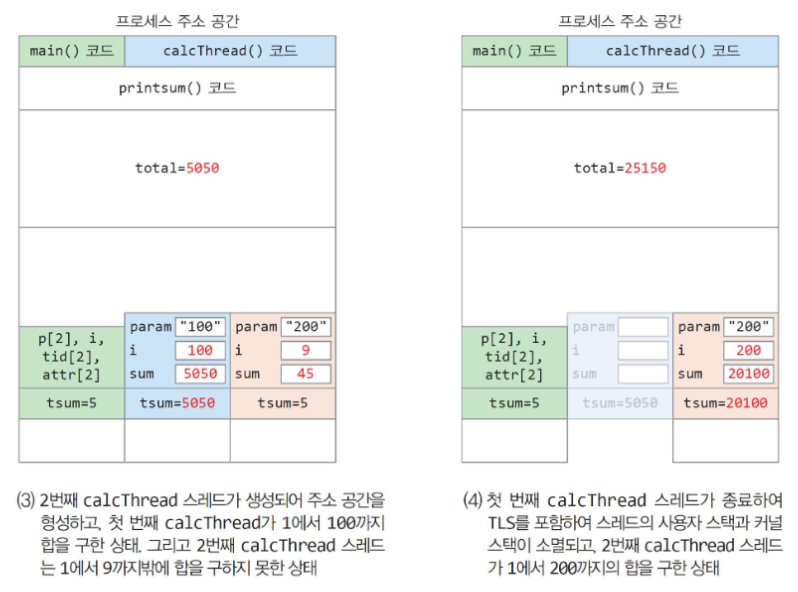 프로세스 주소 공간
main() 코드 calcThread() 코드
printsum() 코드
total=5050
p[2], i,
tid[2],
attr[2]
param "100"
i 100
sum 5050
param "200"
i 9
sum 45
tsum=5 tsum=5050 tsum=5
(3) 2번째 calcThread 스레드가 생성되어 주소 공간을
형성하고, 첫 번째 calcThread가 1에서 100까지
합을 구한 상태. 그리고 2번째 calcThread 스레드
는 1에서 9까지밖에 합을 구하지 못한 상태
프로세스 주소 공간
main() 코드 calcThread() 코드
printsum() 코드
total=25150
p[2], i,
tid[2],
attr[2]
param
i
sum
param "200"
i 200
sum 20100
tsum=5 tsum=5050 tsum=20100
(4) 첫 번째 calcThread 스레드가 종료하여
TLS를 포함하여 스레드의 사용자 스택과 커널
스택이 소멸되고, 2번째 calcThread 스레드
가 1에서 200까지의 합을 구한 상태